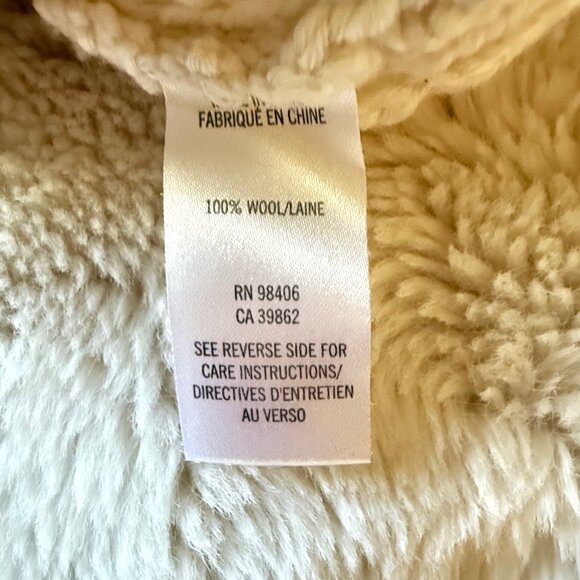 FABRIQUÉ EN CHINE
100% WOOL/LAINE
RN 98406
CA 39862
SEE REVERSE SIDE FOR
CARE INSTRUCTIONS/
DIRECTIVES D'ENTRETIEN
AU VERSO